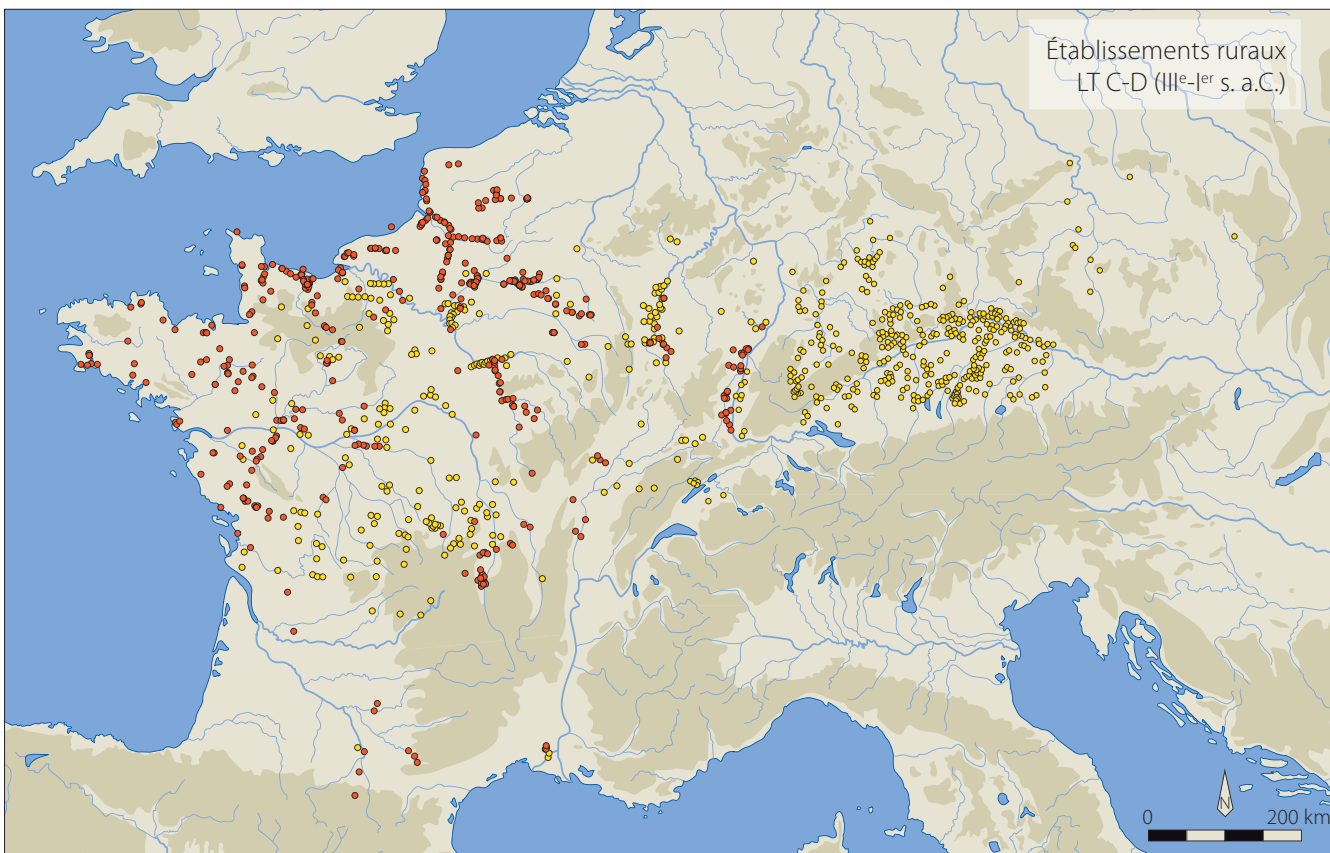 Établissements ruraux
LT C-D (IIIᵉ-Iᵉʳ s. a.C.)
N
0 200 km